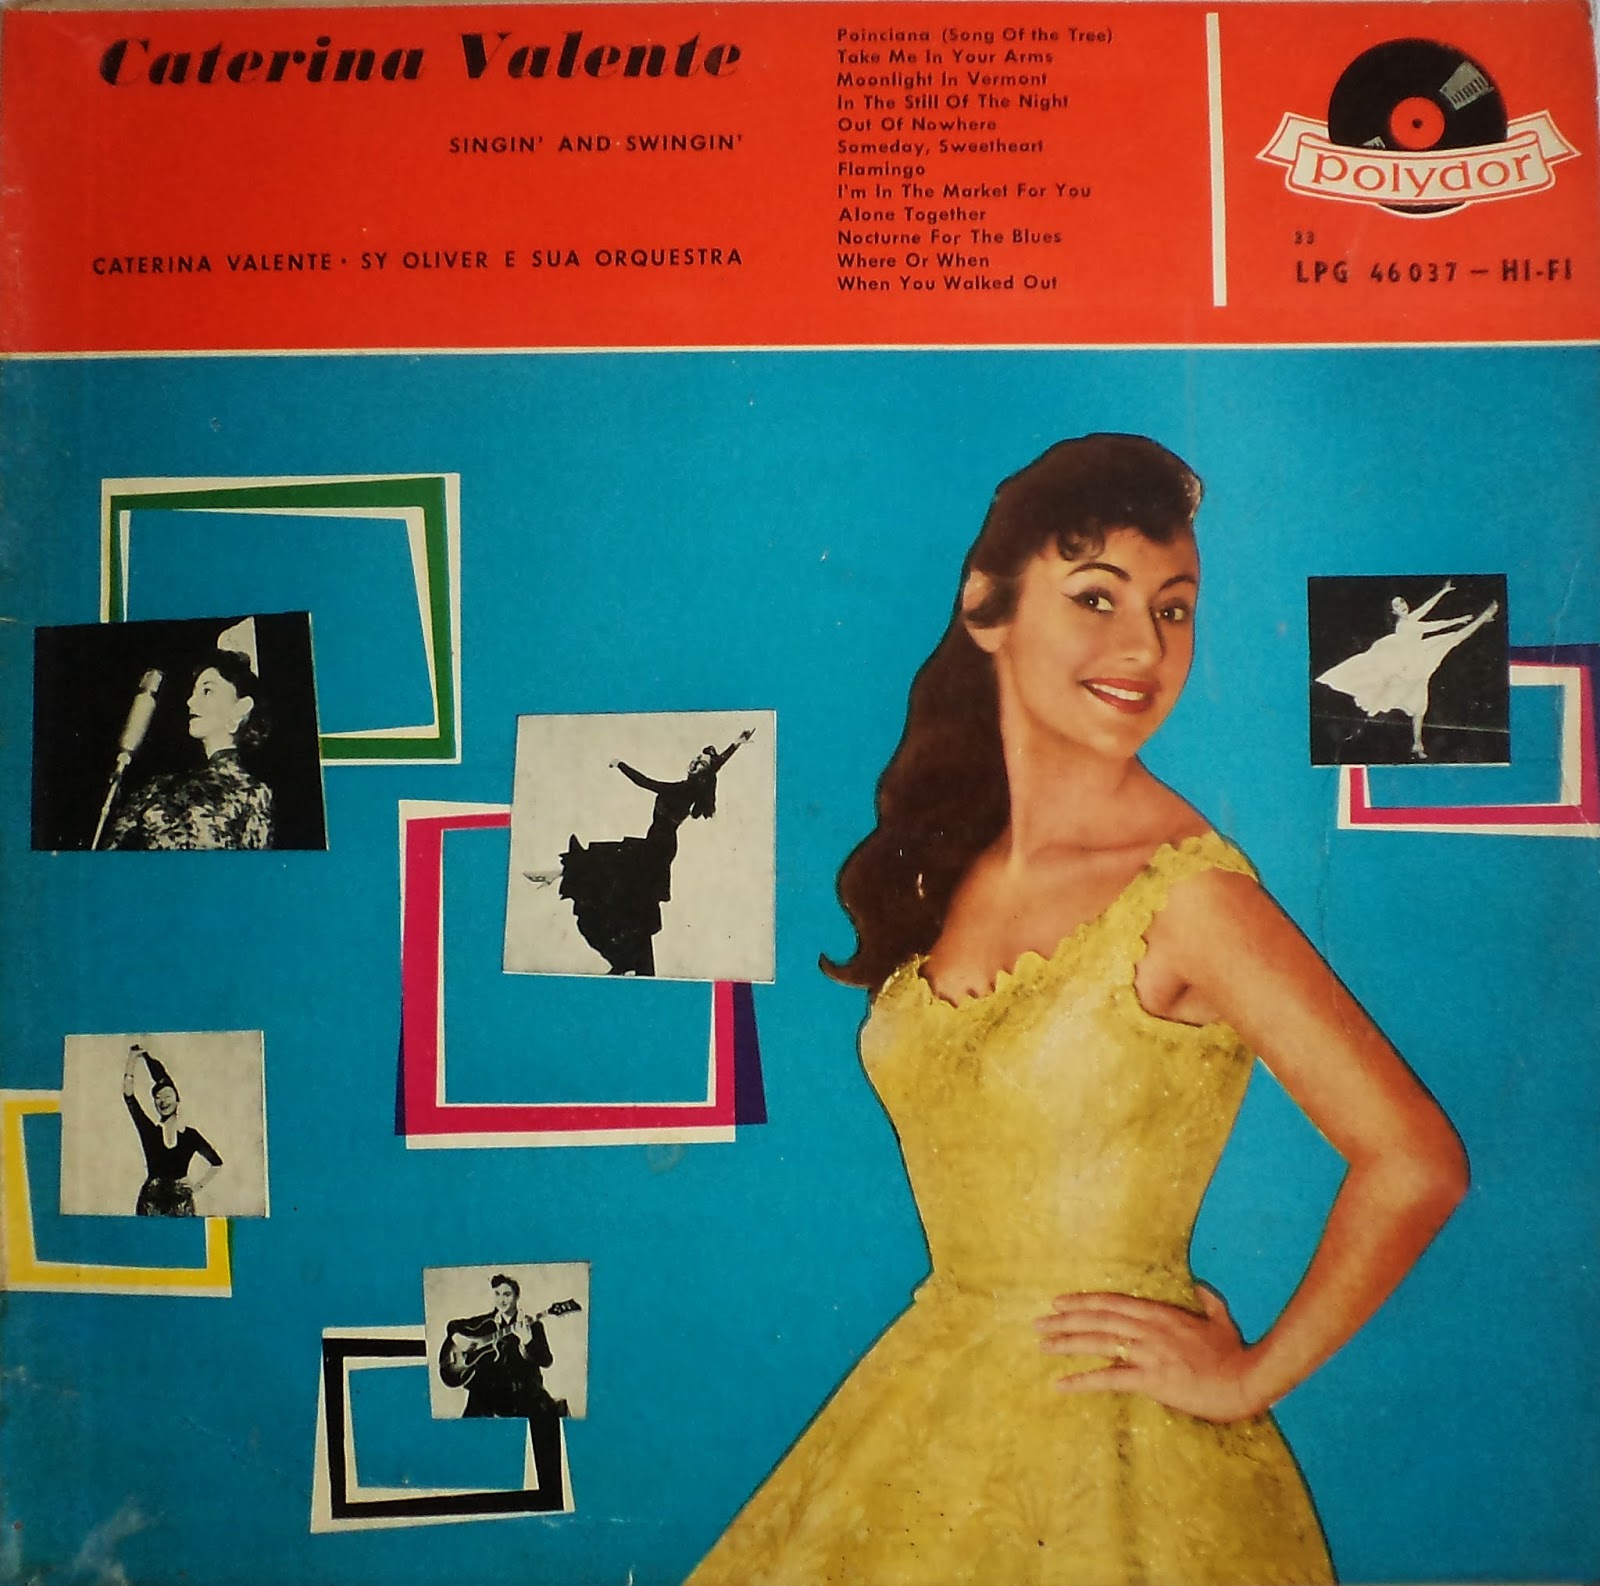 Caterina Valente
SINGIN' AND SWINGIN'
CATERINA VALENTE · SY OLIVER E SUA ORQUESTRA
Poinciana (Song Of the Tree)
Take Me In Your Arms
Moonlight In Vermont
In The Still Of The Night
Out Of Nowhere
Someday, Sweetheart
Flamingo
I'm In The Market For You
Alone Together
Nocturne For The Blues
Where Or When
When You Walked Out
polydor
33
LPG 46037 — HI-FI